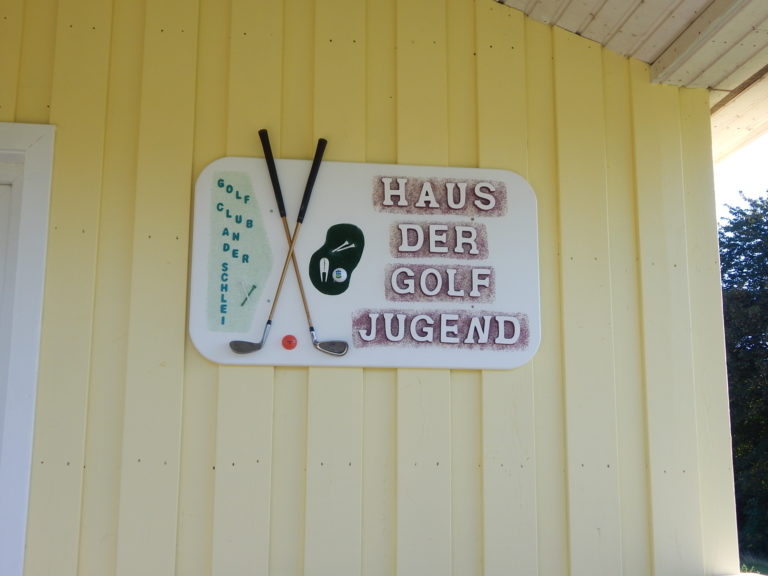 GOLF
CLUB
AN DER
SCHLEI
HAUS
DER
GOLF
JUGEND